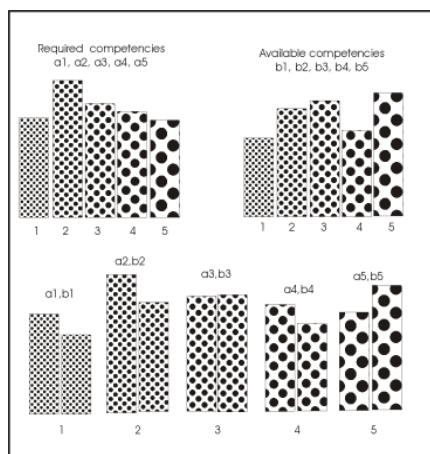 Required competencies
a1, a2, a3, a4, a5
Available competencies
b1, b2, b3, b4, b5
1 2 3 4 5
1 2 3 4 5
a1,b1
a2,b2
a3,b3
a4,b4
a5,b5
1 2 3 4 5